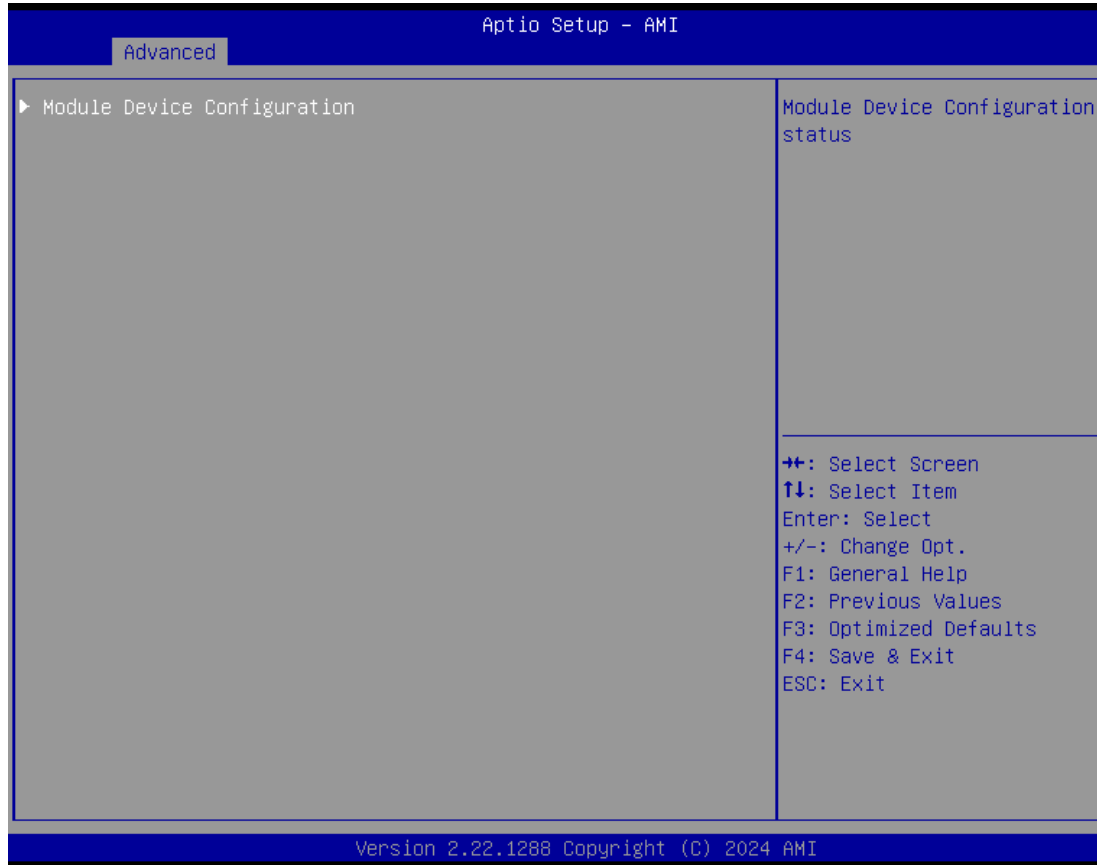 Aptio Setup – AMI
Advanced
▶ Module Device Configuration
Module Device Configuration
status
→←: Select Screen
↑↓: Select Item
Enter: Select
+/-: Change Opt.
F1: General Help
F2: Previous Values
F3: Optimized Defaults
F4: Save & Exit
ESC: Exit
Version 2.22.1288 Copyright (C) 2024 AMI